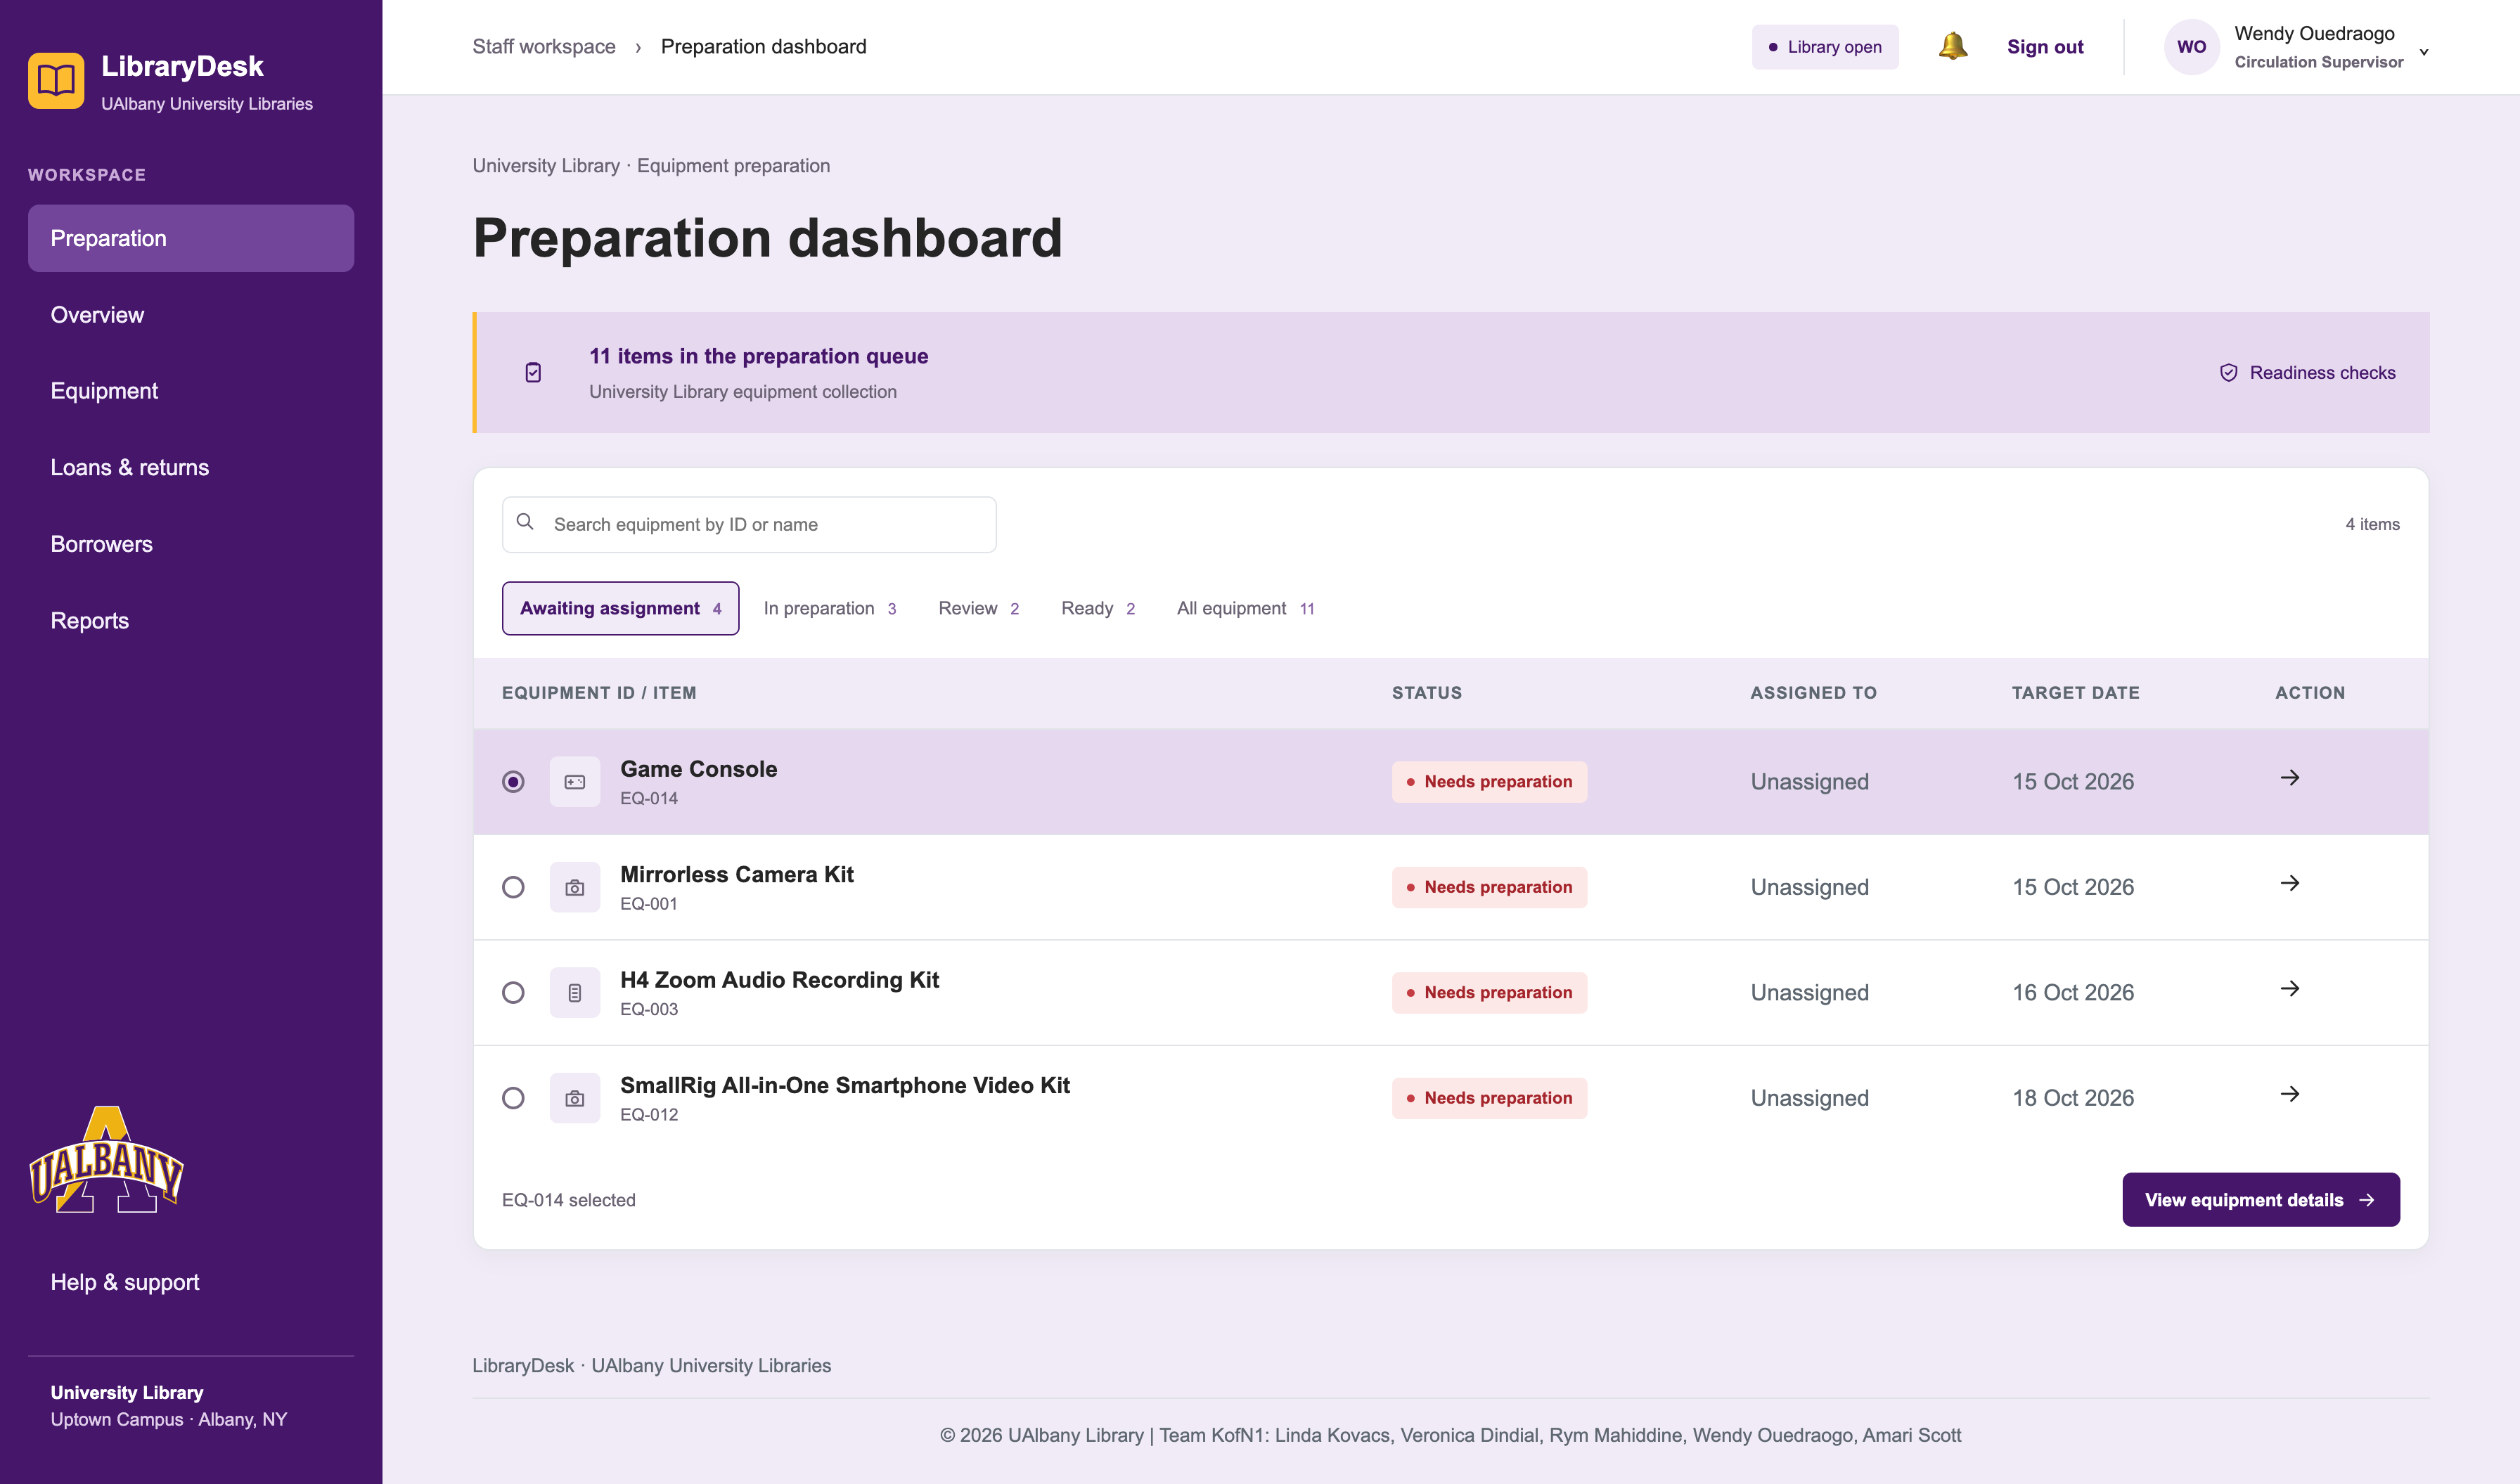 LibraryDesk
UAlbany University Libraries
WORKSPACE
Preparation
Overview
Equipment
Loans & returns
Borrowers
Reports
UALBANY
Help & support
University Library
Uptown Campus · Albany, NY
Staff workspace › Preparation dashboard
Library open
Sign out
WO
Wendy Ouedraogo
Circulation Supervisor
University Library · Equipment preparation
Preparation dashboard
11 items in the preparation queue
University Library equipment collection
Readiness checks
Search equipment by ID or name
4 items
Awaiting assignment 4 In preparation 3 Review 2 Ready 2 All equipment 11
EQUIPMENT ID / ITEM STATUS ASSIGNED TO TARGET DATE ACTION
Game Console
EQ-014
Needs preparation Unassigned 15 Oct 2026
Mirrorless Camera Kit
EQ-001
Needs preparation Unassigned 15 Oct 2026
H4 Zoom Audio Recording Kit
EQ-003
Needs preparation Unassigned 16 Oct 2026
SmallRig All-in-One Smartphone Video Kit
EQ-012
Needs preparation Unassigned 18 Oct 2026
EQ-014 selected
View equipment details
LibraryDesk · UAlbany University Libraries
© 2026 UAlbany Library | Team KofN1: Linda Kovacs, Veronica Dindial, Rym Mahiddine, Wendy Ouedraogo, Amari Scott